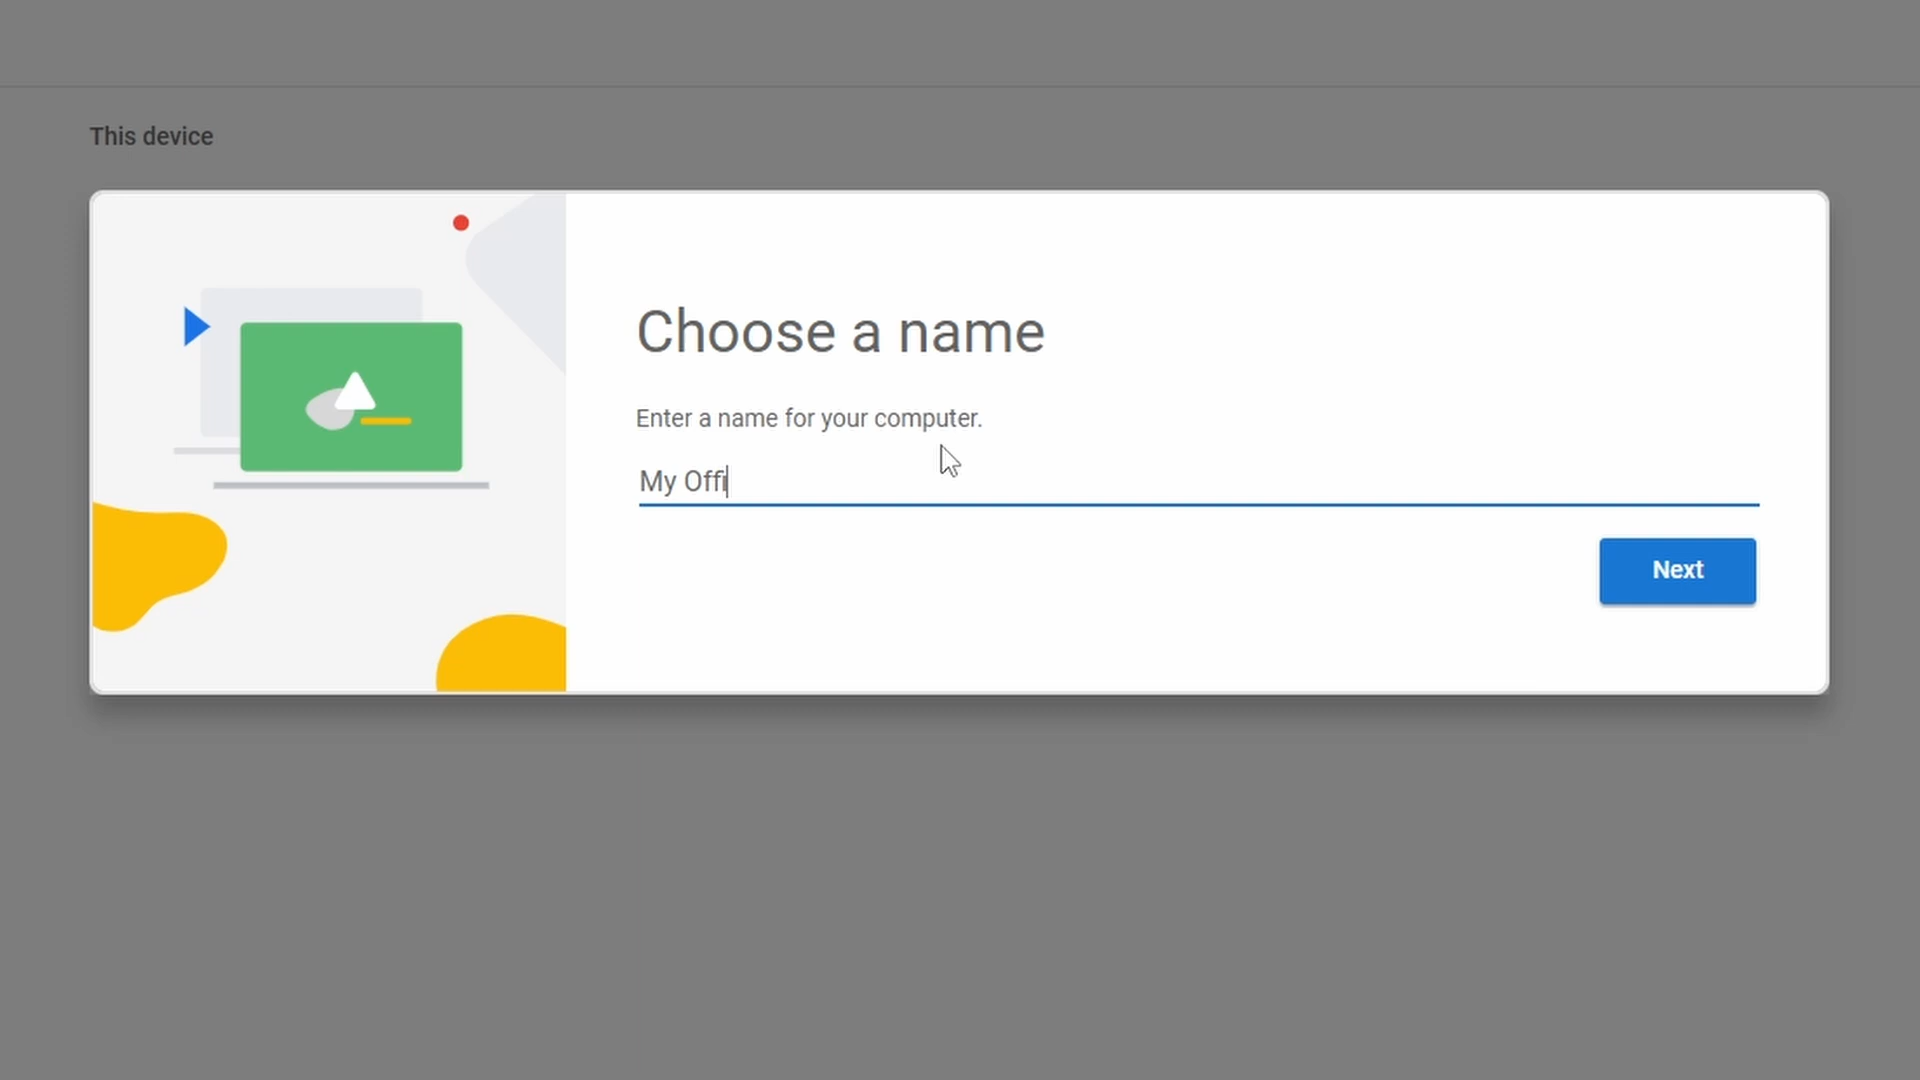 This device
Choose a name
Enter a name for your computer.
My Offi
Next